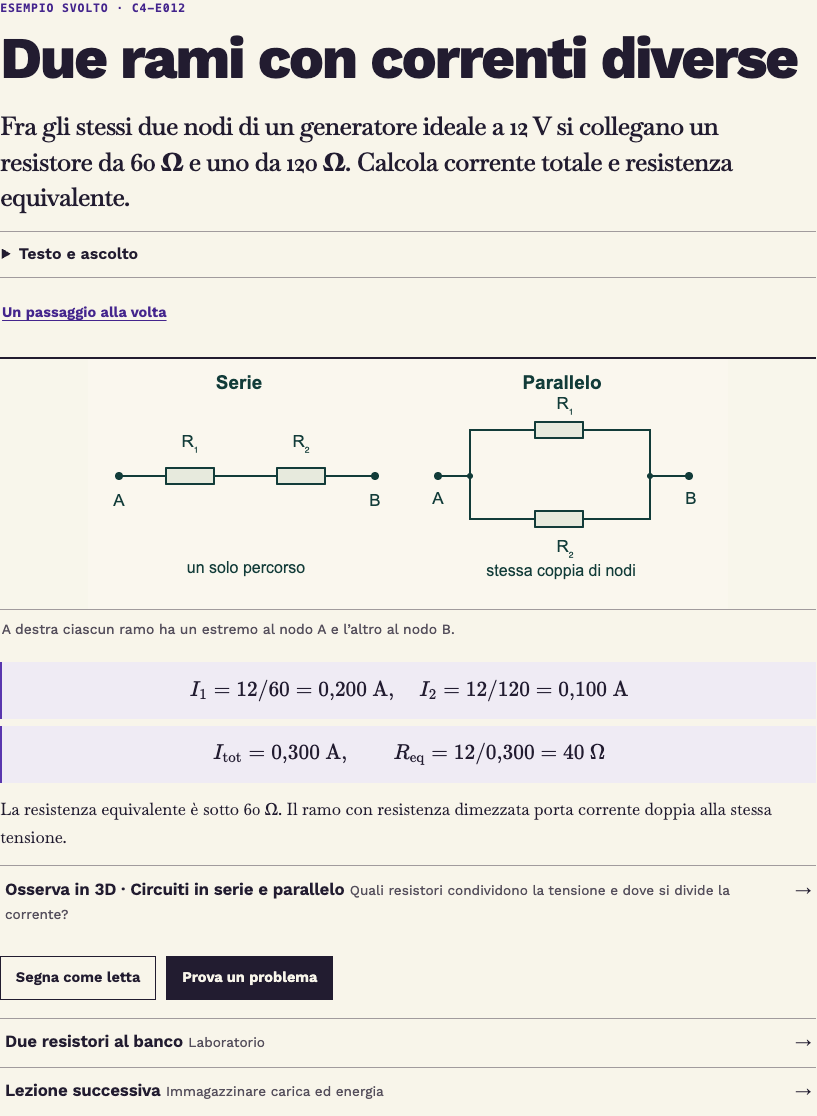 ESEMPIO SVOLTO · C4–E012
Due rami con correnti diverse
Fra gli stessi due nodi di un generatore ideale a 12 V si collegano un
resistore da 60 Ω e uno da 120 Ω. Calcola corrente totale e resistenza
equivalente.
▶ Testo e ascolto
Un passaggio alla volta
Serie
R₁ R₂
A B
un solo percorso
Parallelo
R₁
A B
R₂
stessa coppia di nodi
A destra ciascun ramo ha un estremo al nodo A e l’altro al nodo B.
I₁ = 12/60 = 0,200 A, I₂ = 12/120 = 0,100 A
Iₜₒₜ = 0,300 A, R_eq = 12/0,300 = 40 Ω
La resistenza equivalente è sotto 60 Ω. Il ramo con resistenza dimezzata porta corrente doppia alla stessa
tensione.
Osserva in 3D · Circuiti in serie e parallelo Quali resistori condividono la tensione e dove si divide la →
corrente?
Segna come letta Prova un problema
Due resistori al banco Laboratorio →
Lezione successiva Immagazzinare carica ed energia →